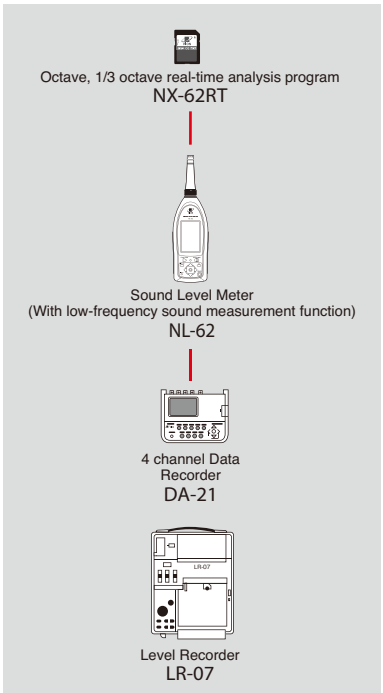 Octave, 1/3 octave real-time analysis program
NX-62RT
Sound Level Meter
(With low-frequency sound measurement function)
NL-62
4 channel Data
Recorder
DA-21
LR-07
Level Recorder
LR-07